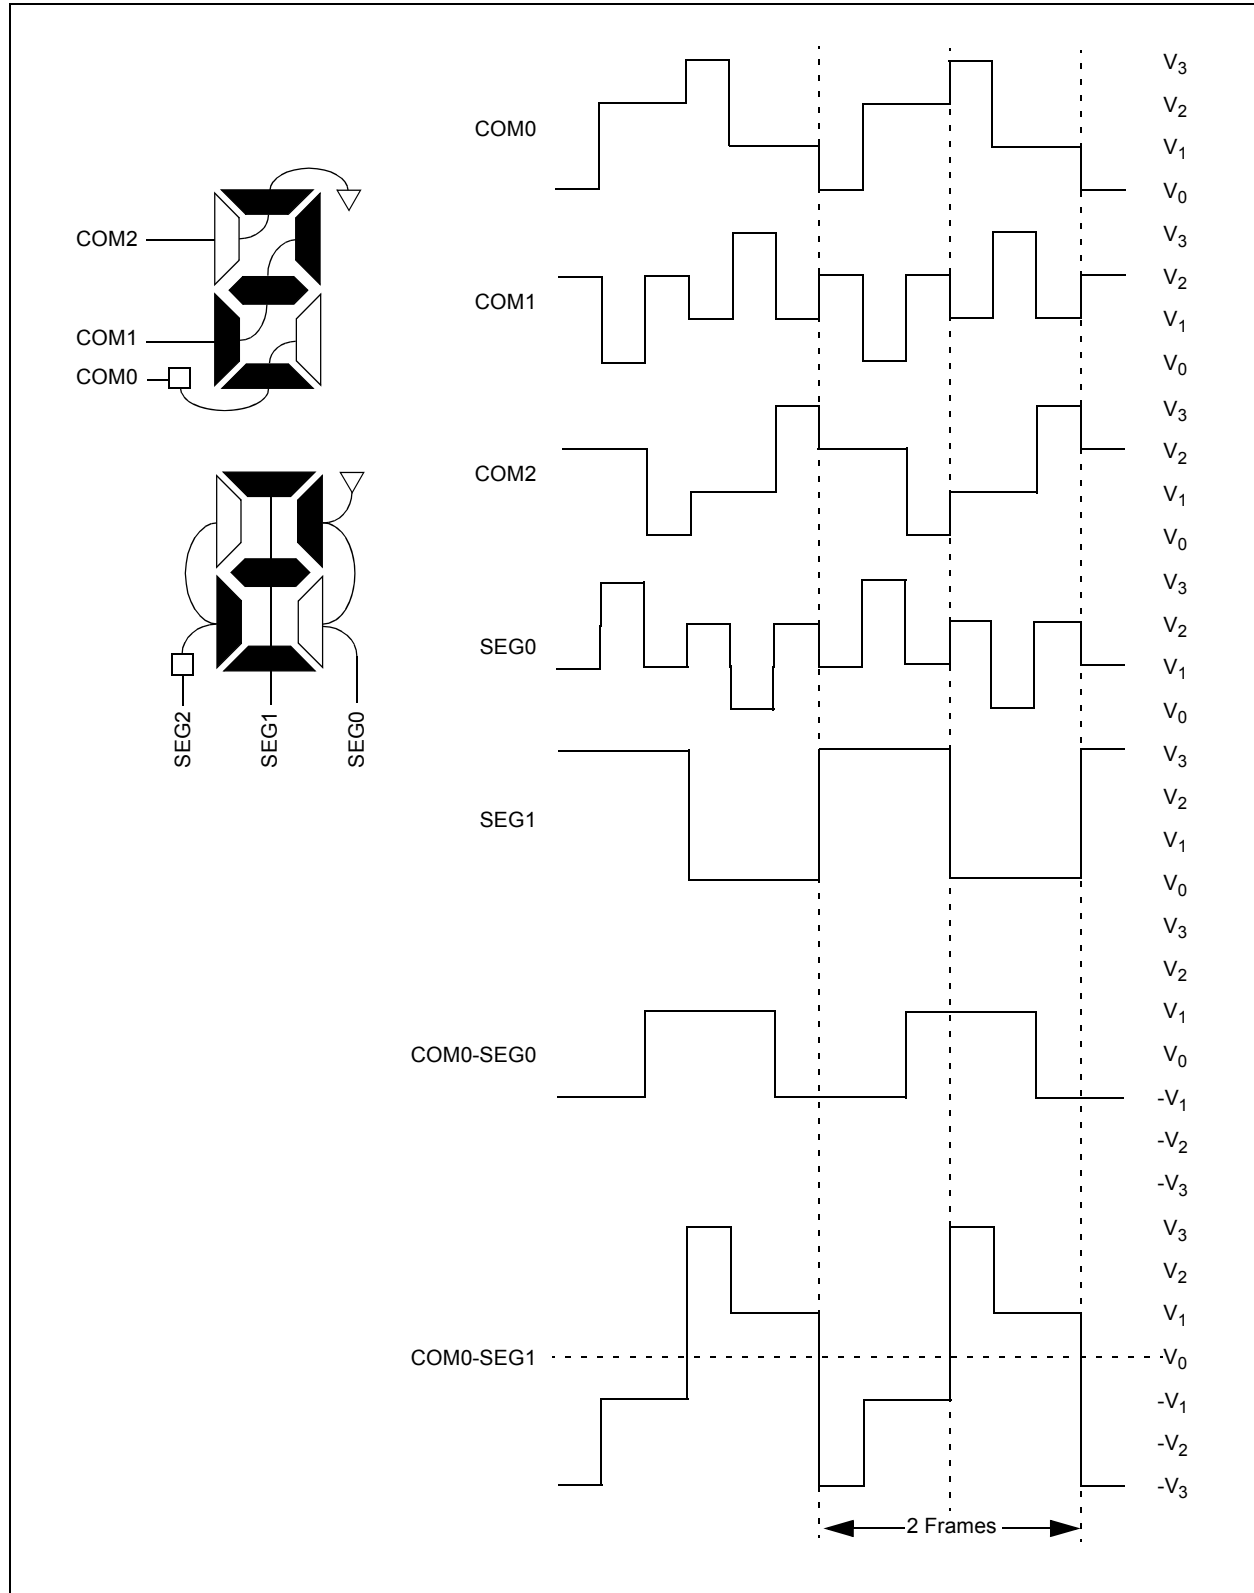 COM2
COM1
COM0
SEG2
SEG1
SEG0
COM0
V3
V2
V1
V0
COM1
V3
V2
V1
V0
COM2
V3
V2
V1
V0
SEG0
V3
V2
V1
V0
SEG1
V3
V2
V1
V0
COM0-SEG0
V3
V2
V1
V0
-V1
-V2
-V3
COM0-SEG1
V3
V2
V1
V0
-V1
-V2
-V3
2 Frames